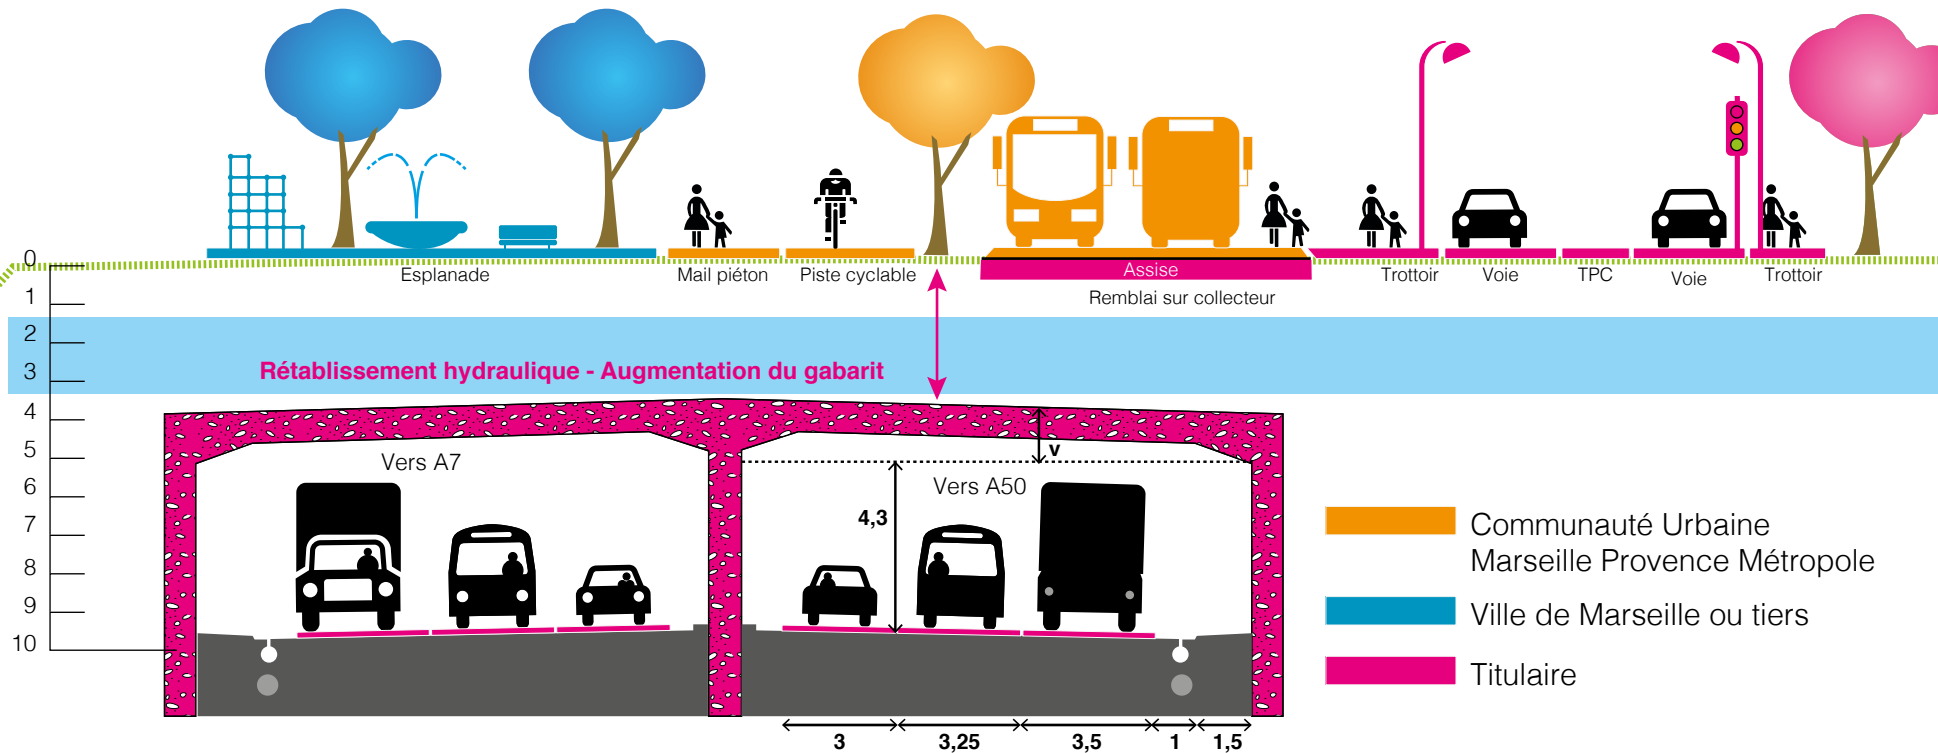 0
1
2
3
4
5
6
7
8
9
10
Esplanade
Mail piéton
Piste cyclable
Assise
Remblai sur collecteur
Trottoir
Voie
TPC
Voie
Trottoir
Rétablissement hydraulique - Augmentation du gabarit
Vers A7
v
Vers A50
4,3
3
3,25
3,5
1
1,5
Communauté Urbaine
Marseille Provence Métropole
Ville de Marseille ou tiers
Titulaire